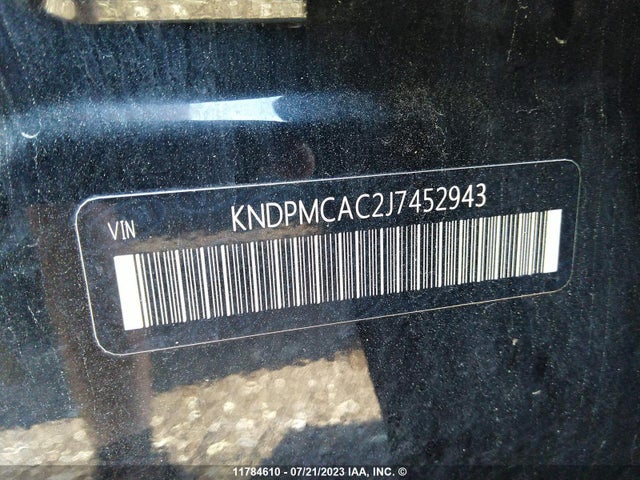 VIN KNDPMCAC2J7452943
11784610 - 07/21/2023 IAA, INC. ©